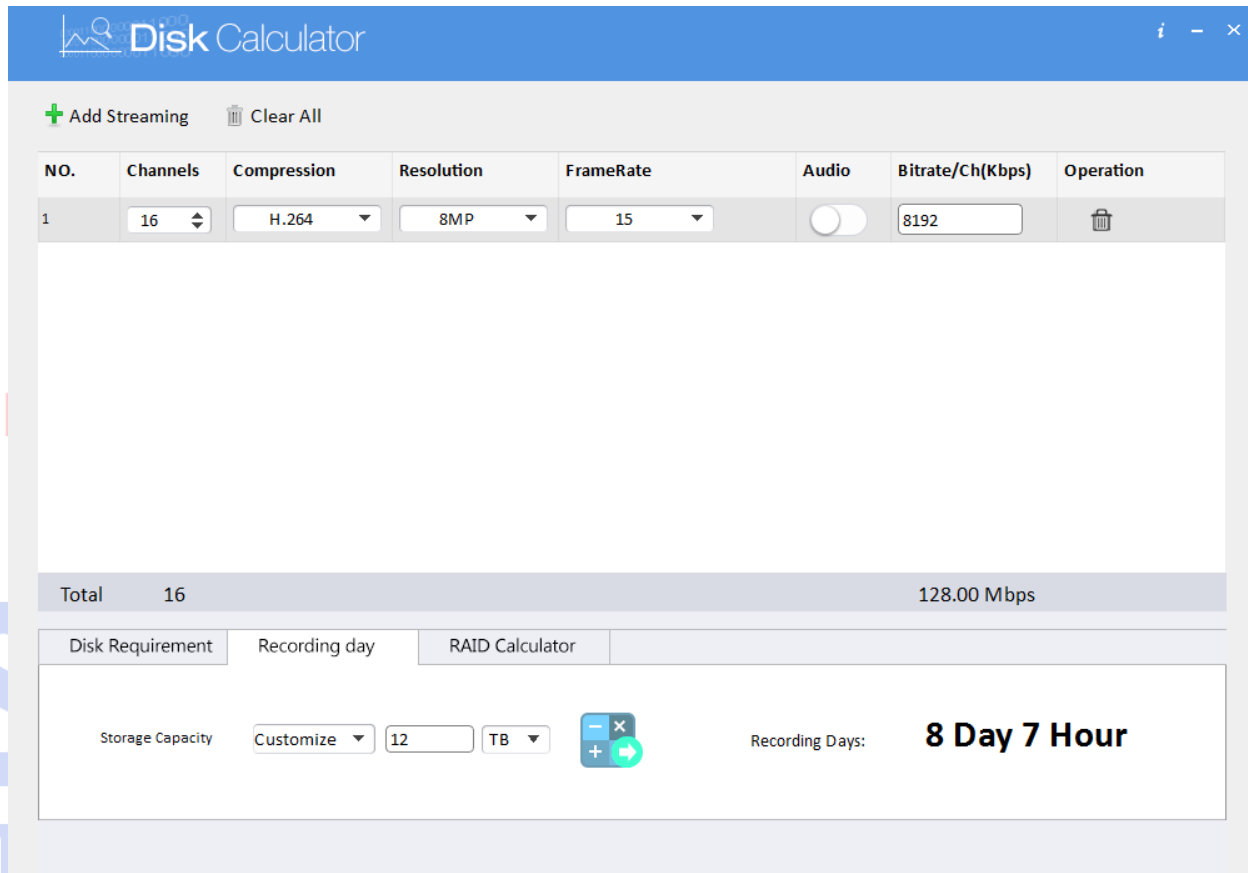 Disk Calculator
Add Streaming Clear All
NO. Channels Compression Resolution FrameRate Audio Bitrate/Ch(Kbps) Operation
1 16 H.264 8MP 15 8192
Total 16 128.00 Mbps
Disk Requirement Recording day RAID Calculator
Storage Capacity Customize 12 TB Recording Days: 8 Day 7 Hour